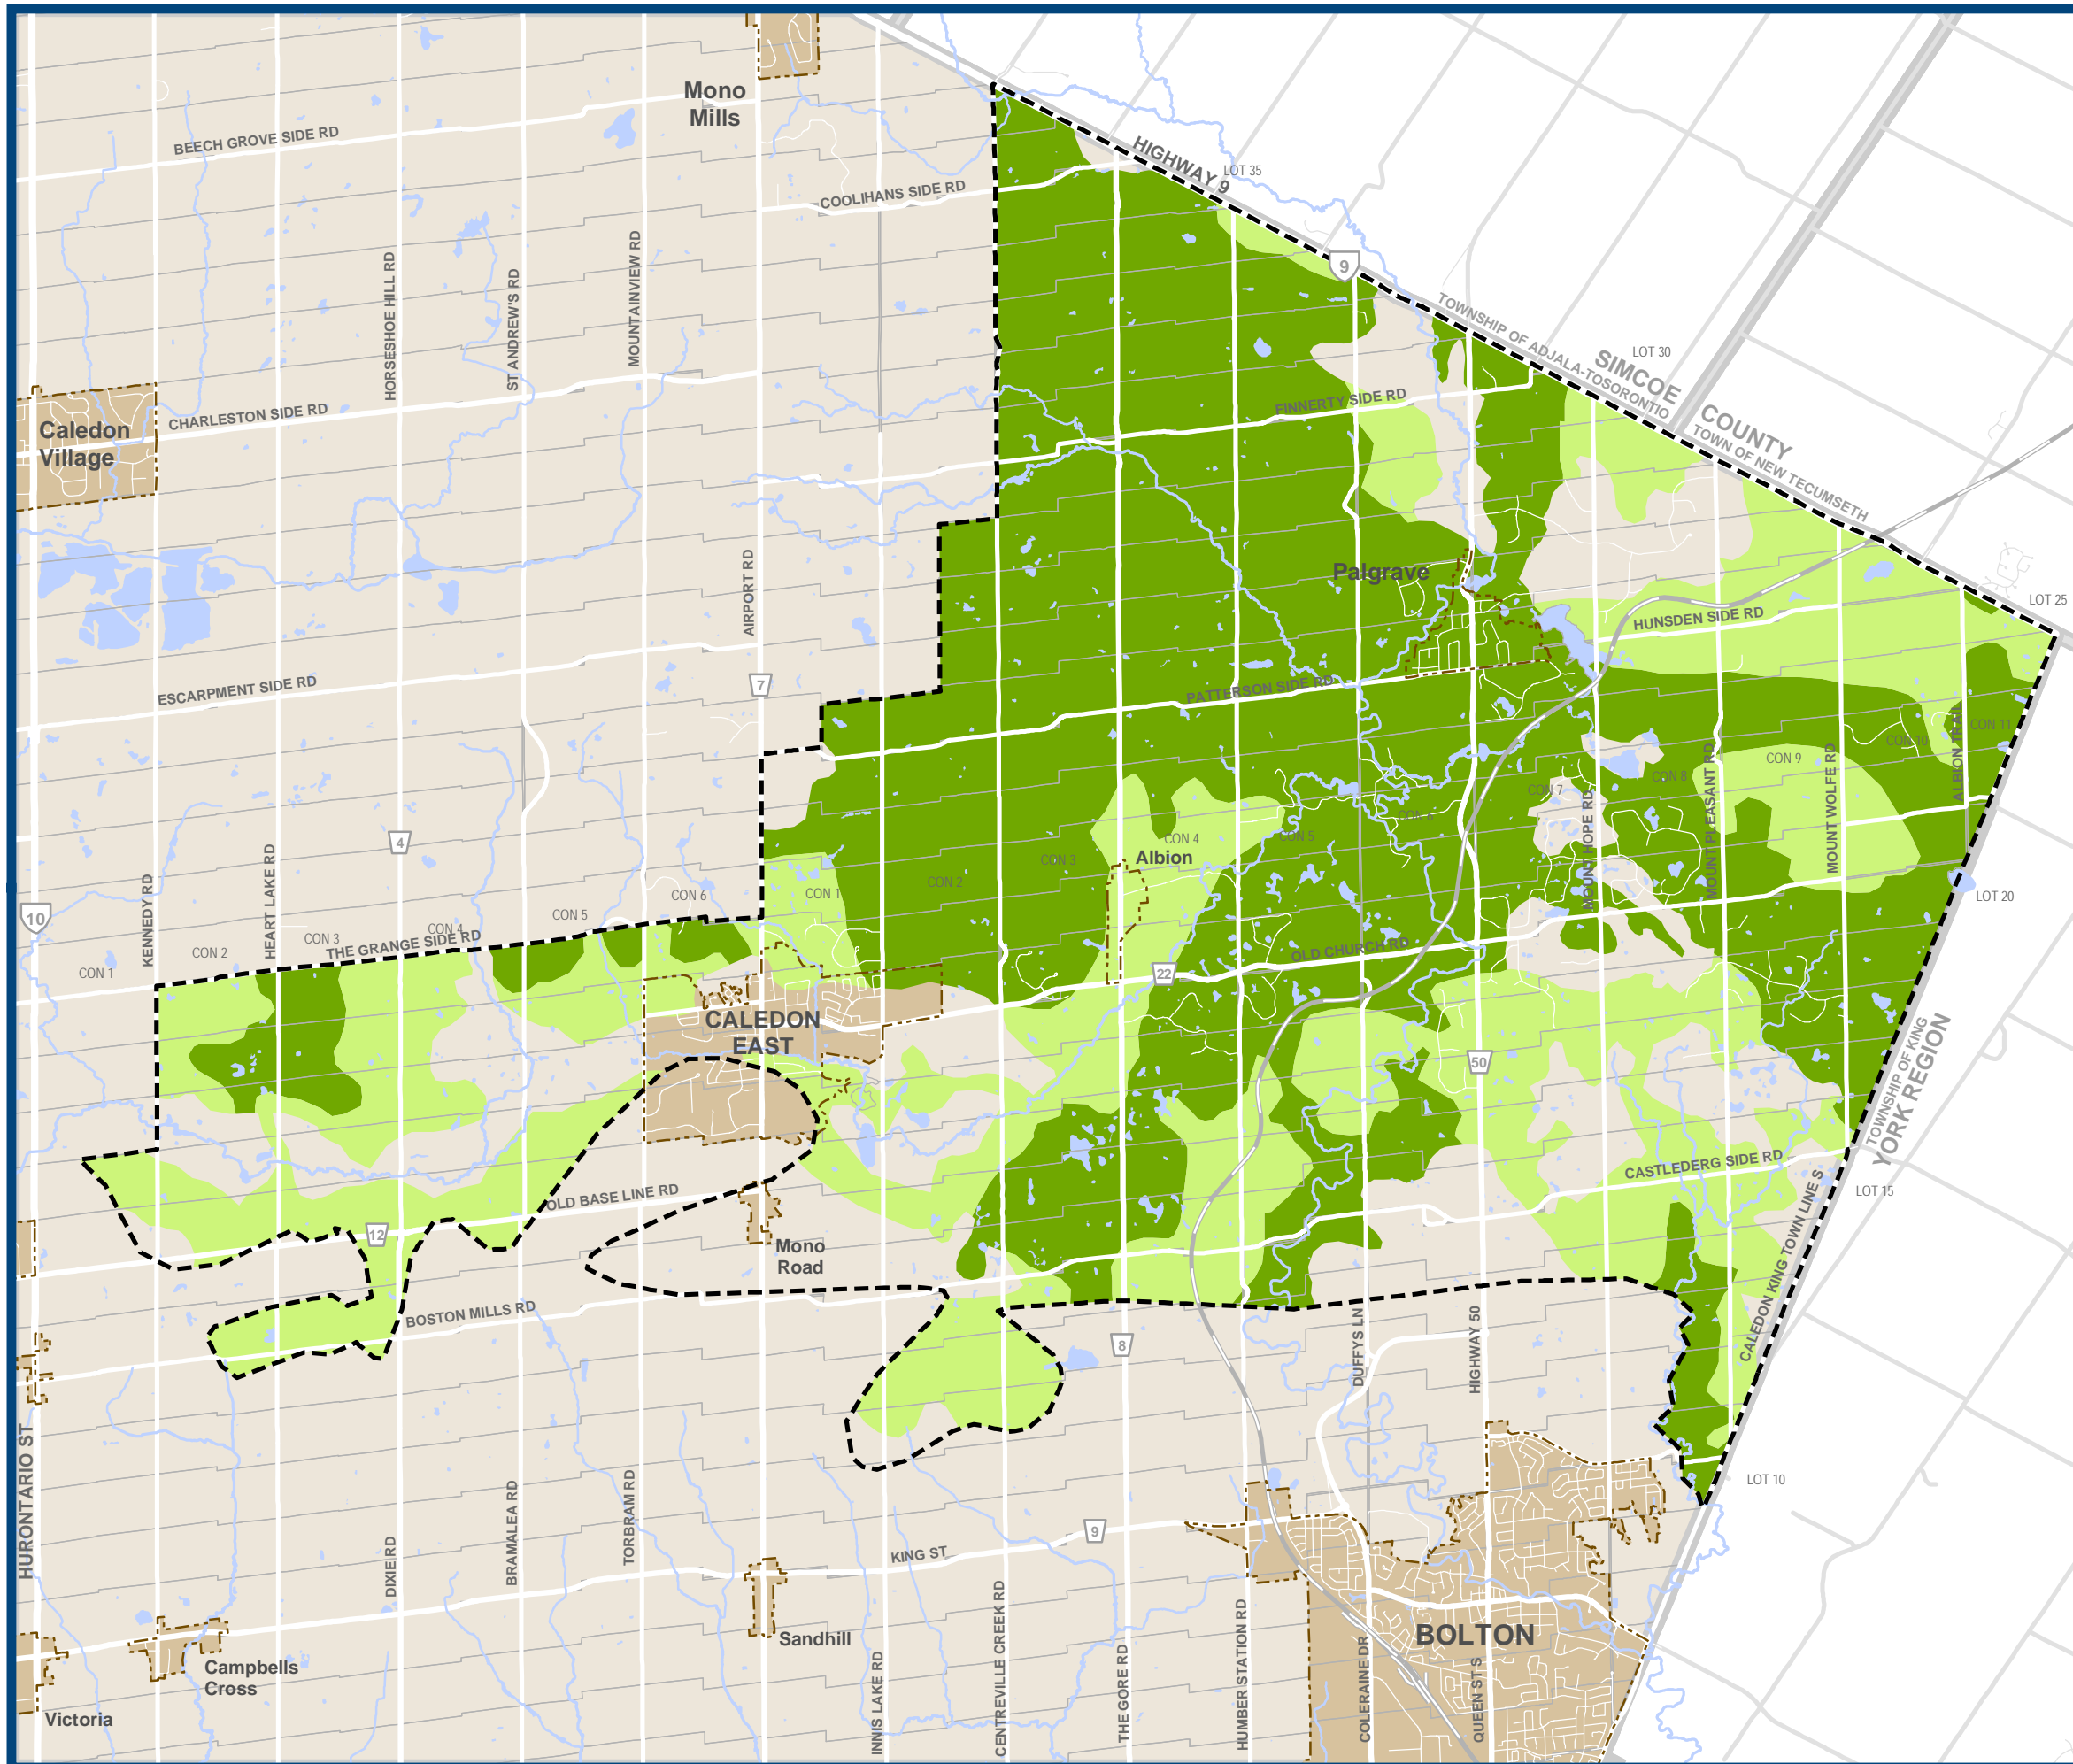 Mono
Mills
BEECH GROVE SIDE RD
HIGHWAY 9
LOT 35
COOLIHANS SIDE RD
HORSESHOE HILL RD
ST ANDREW'S RD
MOUNTAINVIEW RD
9
TOWNSHIP OF ADJALA-TOSORONTIO
SIMCOE
COUNTY
LOT 30
TOWN OF NEW TECUMSETH
CHARLESTON SIDE RD
FINNERTY SIDE RD
Caledon
Village
AIRPORT RD
Palgrave
LOT 25
HUNSDEN SIDE RD
ESCARPMENT SIDE RD
7
PATTERSON SIDE RD
ALBION TRAIL
CON 11
CON 10
CON 9
CON 8
CON 7
CON 6
CON 5
CON 4
CON 3
CON 2
CON 1
MOUNT HOPE RD
MOUNT PLEASANT RD
MOUNT WOLFE RD
4
Albion
KENNEDY RD
HEART LAKE RD
10
CON 6
CON 5
CON 4
CON 3
CON 2
CON 1
THE GRANGE SIDE RD
LOT 20
OLD CHURCH RD
22
CALEDON
EAST
50
TOWNSHIP OF KING
YORK REGION
CASTLEDERG SIDE RD
LOT 15
OLD BASE LINE RD
12
Mono
Road
CALEDON KING TOWN LINE S
BOSTON MILLS RD
8
DUFFYS LN
HIGHWAY 50
HURONTARIO ST
LOT 10
DIXIE RD
BRAMALEA RD
TORBRAM RD
KING ST
9
INNIS LAKE RD
CENTREVILLE CREEK RD
THE GORE RD
HUMBER STATION RD
COLERAINE DR
QUEEN ST S
BOLTON
Sandhill
Campbells
Cross
Victoria